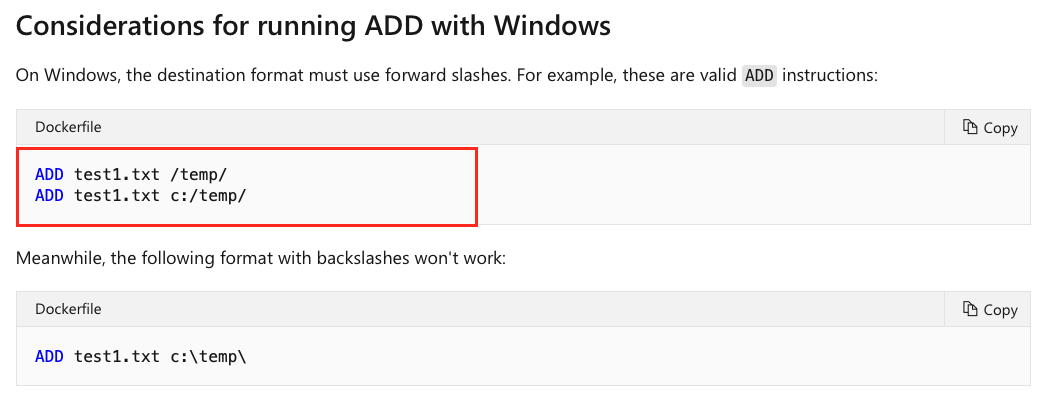 Considerations for running ADD with Windows
On Windows, the destination format must use forward slashes. For example, these are valid ADD instructions:
Dockerfile
Copy
ADD test1.txt /temp/
ADD test1.txt c:/temp/
Meanwhile, the following format with backslashes won't work:
Dockerfile
Copy
ADD test1.txt c:\temp\